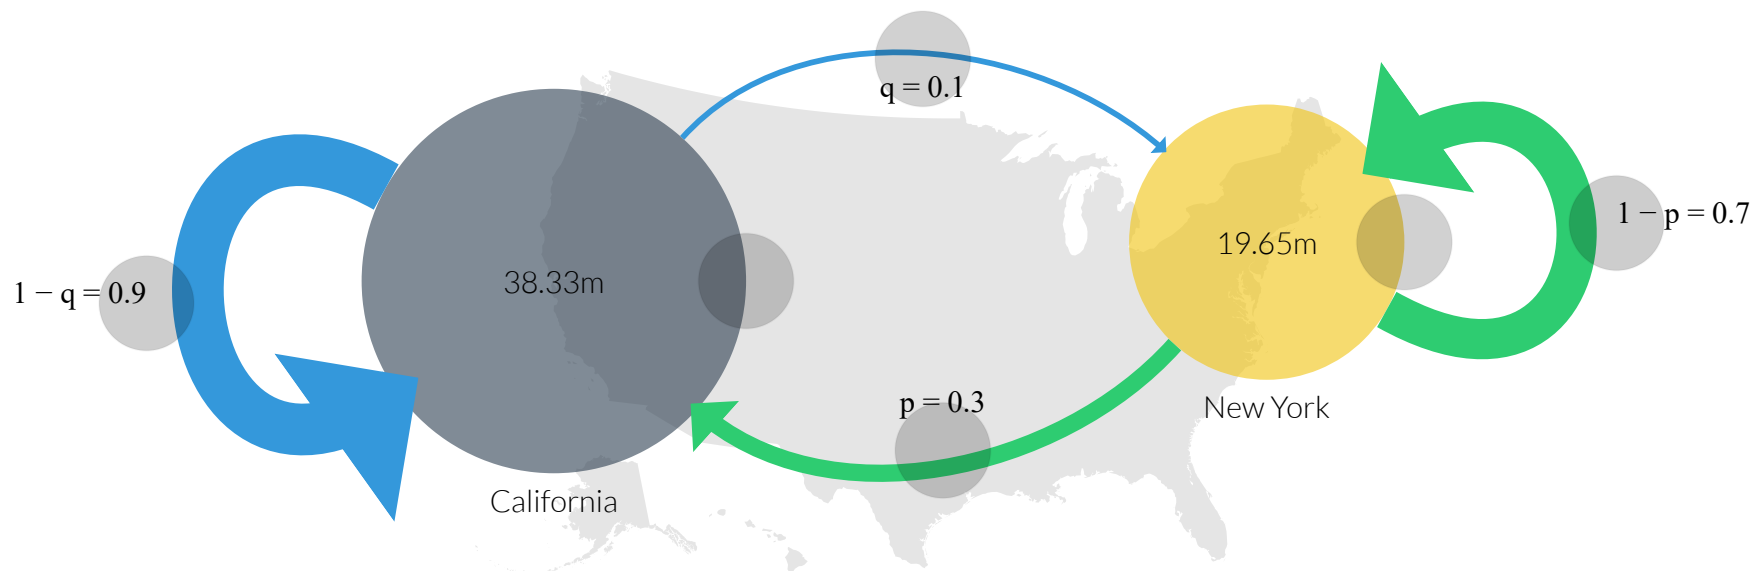 q = 0.1
1 − p = 0.7
19.65m
38.33m
1 − q = 0.9
p = 0.3
New York
California